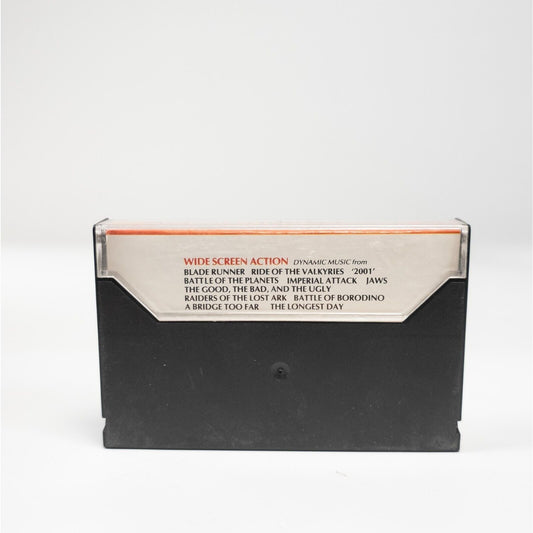 WIDE SCREEN ACTION DYNAMIC MUSIC from
BLADE RUNNER RIDE OF THE VALKYRIES '2001'
BATTLE OF THE PLANETS IMPERIAL ATTACK JAWS
THE GOOD, THE BAD, AND THE UGLY
RAIDERS OF THE LOST ARK BATTLE OF BORODINO
A BRIDGE TOO FAR THE LONGEST DAY